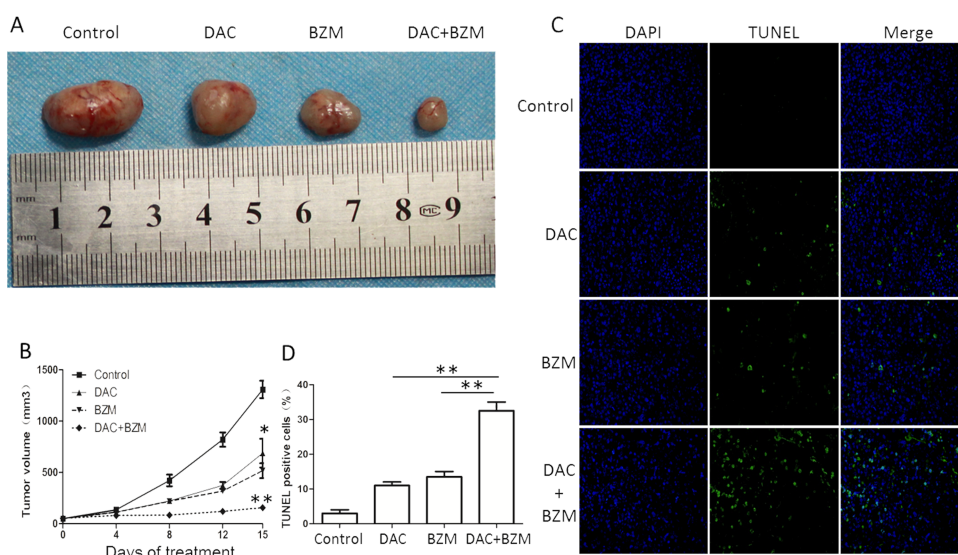 A
Control DAC BZM DAC+BZM
mm
1 2 3 4 5 6 7 8 MC 9
mm
B
1500
1000
500
0
Tumor volume (mm3)
Control
DAC
BZM
DAC+BZM
*
**
0 4 8 12 15
Days of treatment
D
**
**
40
30
20
10
0
TUNEL positive cells (%)
Control DAC BZM DAC+BZM
C
DAPI TUNEL Merge
Control
DAC
BZM
DAC
+
BZM